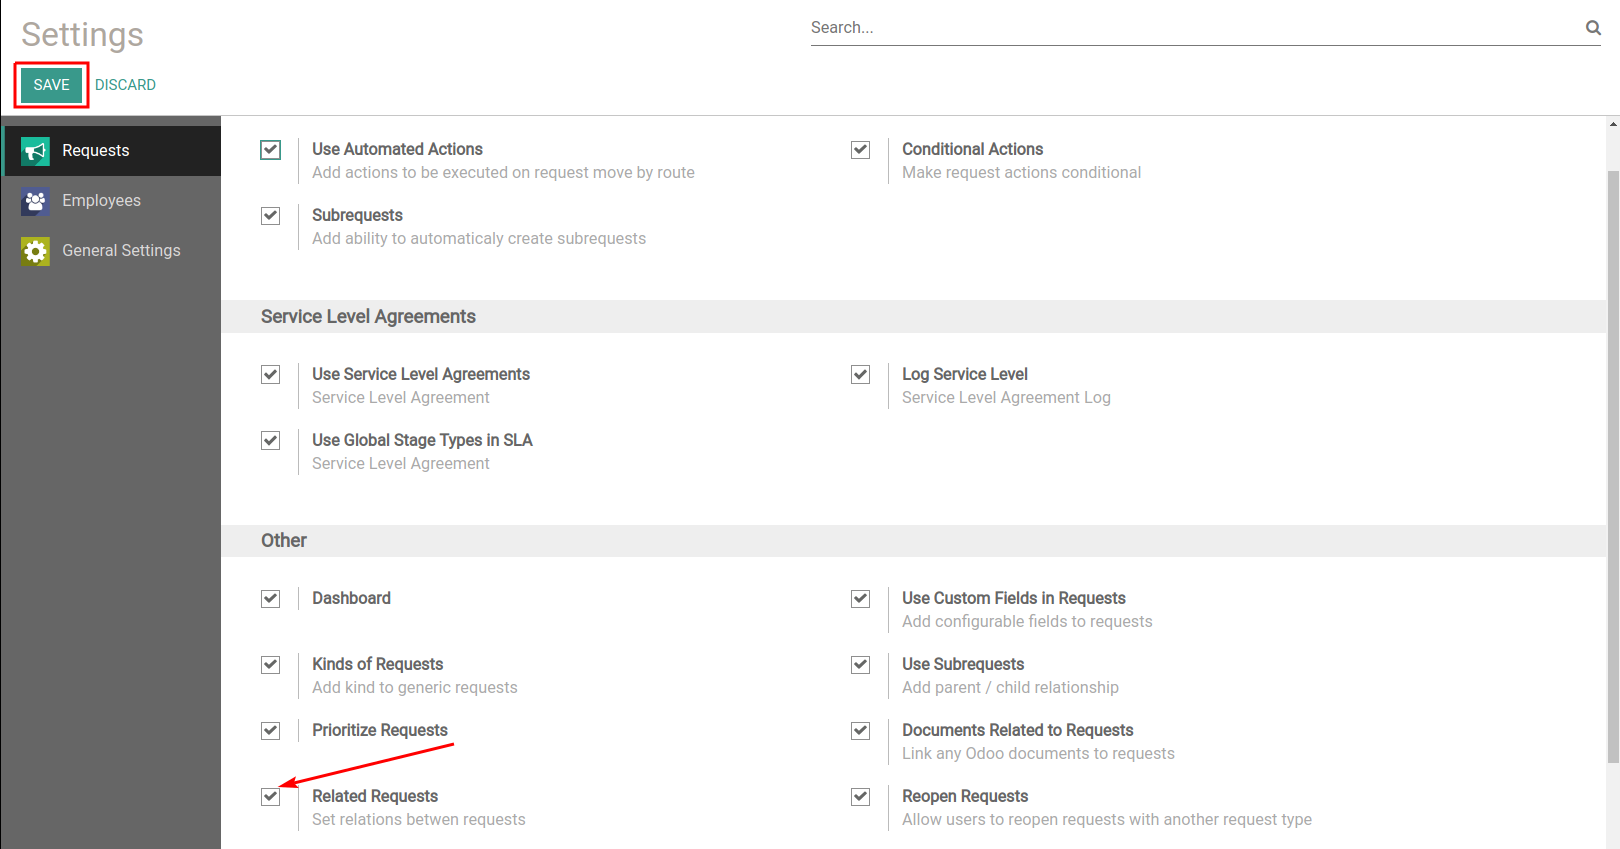 Settings
Search...
SAVE DISCARD
Requests
Employees
General Settings
Use Automated Actions
Add actions to be executed on request move by route
Conditional Actions
Make request actions conditional
Subrequests
Add ability to automaticaly create subrequests
Service Level Agreements
Use Service Level Agreements
Service Level Agreement
Log Service Level
Service Level Agreement Log
Use Global Stage Types in SLA
Service Level Agreement
Other
Dashboard
Use Custom Fields in Requests
Add configurable fields to requests
Kinds of Requests
Add kind to generic requests
Use Subrequests
Add parent / child relationship
Prioritize Requests
Documents Related to Requests
Link any Odoo documents to requests
Related Requests
Set relations betwen requests
Reopen Requests
Allow users to reopen requests with another request type